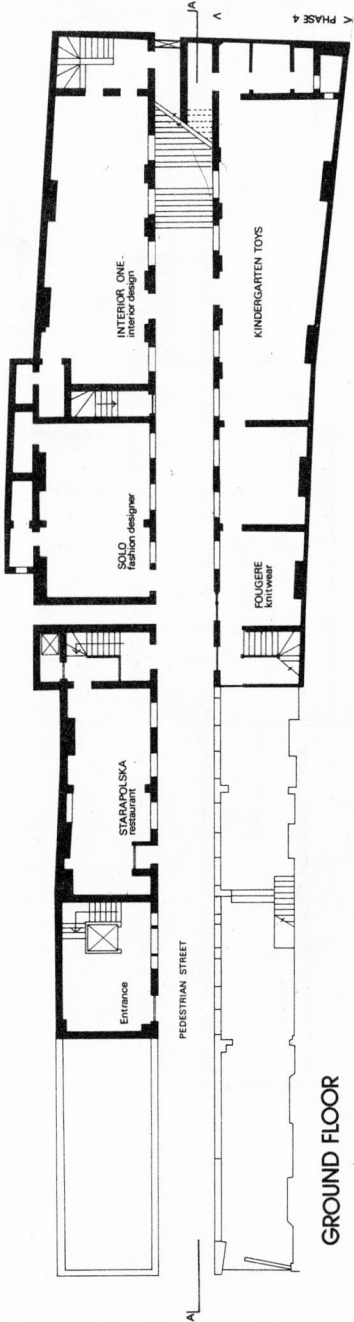 A
V
V PHASE 4
INTERIOR ONE -
interior design
KINDERGARTEN TOYS
SOLO
fashion designer
FOUGERE
knitwear
STARAPOLSKA
restaurant
Entrance
PEDESTRIAN STREET
A
GROUND FLOOR